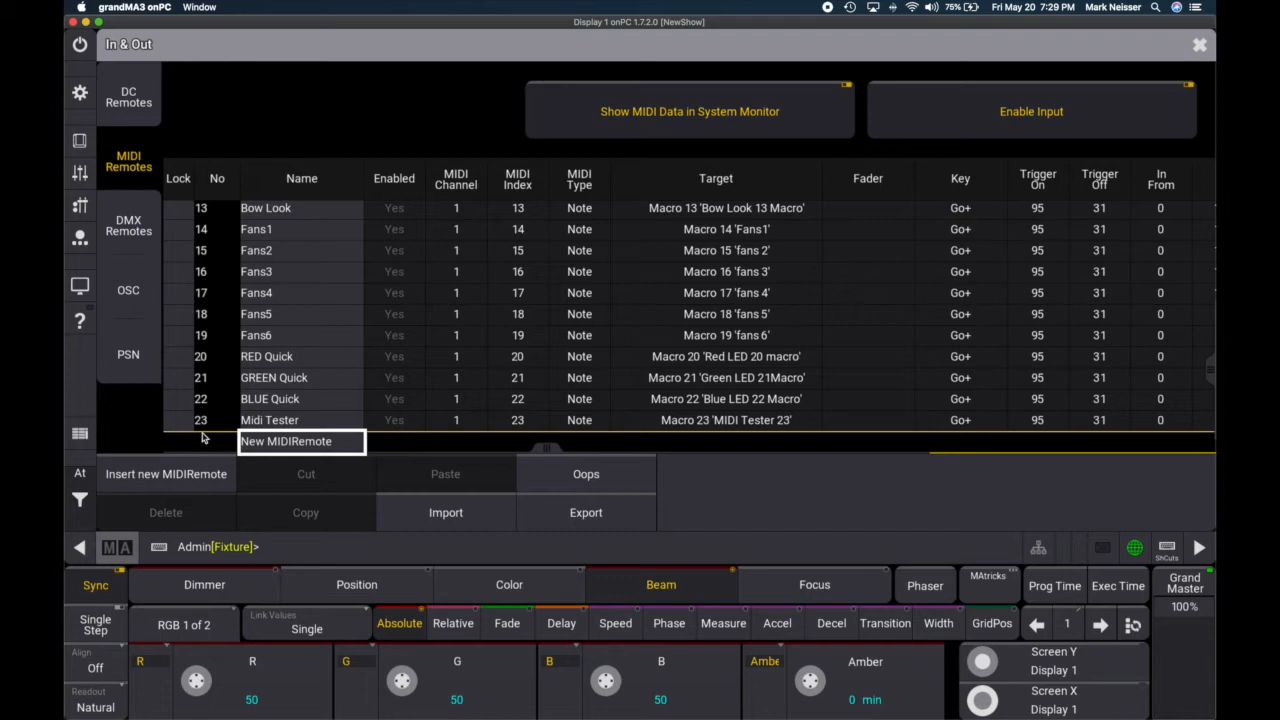 grandMA3 onPC Window 75% Fri May 20 7:29 PM Mark Neisser
Display 1 onPC 1.7.2.0 [NewShow]
In & Out
DC
Remotes
MIDI
Remotes
DMX
Remotes
OSC
PSN
Show MIDI Data in System Monitor
Enable Input
Lock No Name Enabled MIDI Channel MIDI Index MIDI Type Target Fader Key Trigger On Trigger Off In From
13 Bow Look Yes 1 13 Note Macro 13 'Bow Look 13 Macro' Go+ 95 31 0
14 Fans1 Yes 1 14 Note Macro 14 'Fans1' Go+ 95 31 0
15 Fans2 Yes 1 15 Note Macro 15 'fans 2' Go+ 95 31 0
16 Fans3 Yes 1 16 Note Macro 16 'fans 3' Go+ 95 31 0
17 Fans4 Yes 1 17 Note Macro 17 'fans 4' Go+ 95 31 0
18 Fans5 Yes 1 18 Note Macro 18 'fans 5' Go+ 95 31 0
19 Fans6 Yes 1 19 Note Macro 19 'fans 6' Go+ 95 31 0
20 RED Quick Yes 1 20 Note Macro 20 'Red LED 20 macro' Go+ 95 31 0
21 GREEN Quick Yes 1 21 Note Macro 21 'Green LED 21Macro' Go+ 95 31 0
22 BLUE Quick Yes 1 22 Note Macro 22 'Blue LED 22 Macro' Go+ 95 31 0
23 Midi Tester Yes 1 23 Note Macro 23 'MIDI Tester 23' Go+ 95 31 0
New MIDIRemote
At
Insert new MIDIRemote Cut Paste Oops
Delete Copy Import Export
MA Admin[Fixture]> ShCuts
Sync Dimmer Position Color Beam Focus Phaser MAtricks Prog Time Exec Time Grand Master
100%
Single
Step
RGB 1 of 2
Link Values
Single
Absolute Relative Fade Delay Speed Phase Measure Accel Decel Transition Width GridPos 1
Align
Off
Readout
Natural
R R
50
G G
50
B B
50
Ambe Amber
0 min
Screen Y
Display 1
Screen X
Display 1